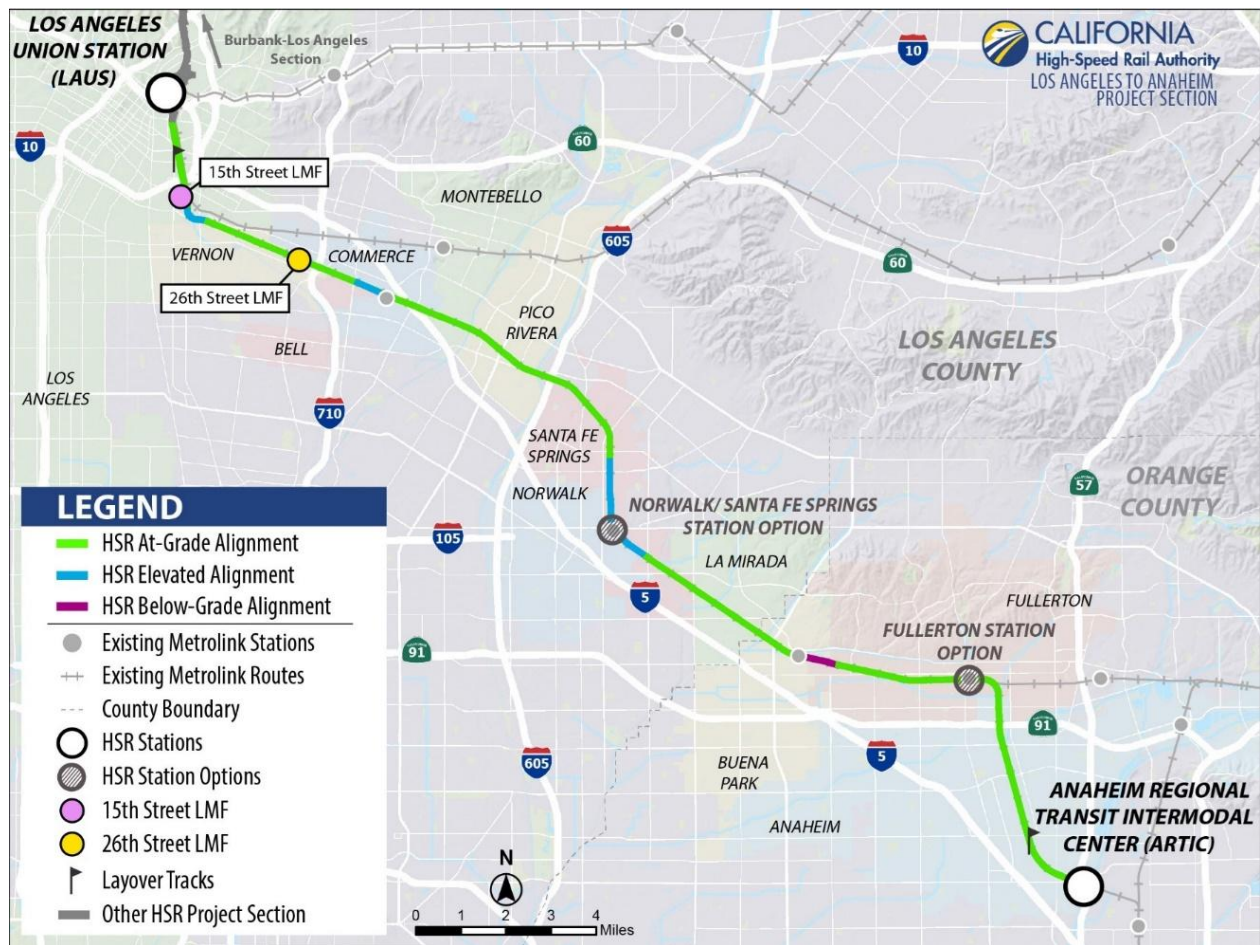 LOS ANGELES
UNION STATION
(LAUS)
Burbank-Los Angeles
Section
10
CALIFORNIA
High-Speed Rail Authority
LOS ANGELES TO ANAHEIM
PROJECT SECTION
10
60
15th Street LMF
MONTEBELLO
605
VERNON
COMMERCE
60
26th Street LMF
PICO
RIVERA
BELL
LOS ANGELES
COUNTY
LOS
ANGELES
710
SANTA FE
SPRINGS
ORANGE
COUNTY
57
NORWALK
NORWALK/ SANTA FE SPRINGS
STATION OPTION
105
LA MIRADA
5
FULLERTON
FULLERTON STATION
OPTION
91
91
BUENA
PARK
5
605
ANAHEIM
ANAHEIM REGIONAL
TRANSIT INTERMODAL
CENTER (ARTIC)
LEGEND
HSR At-Grade Alignment
HSR Elevated Alignment
HSR Below-Grade Alignment
Existing Metrolink Stations
Existing Metrolink Routes
County Boundary
HSR Stations
HSR Station Options
15th Street LMF
26th Street LMF
Layover Tracks
Other HSR Project Section
N
0 1 2 3 4
Miles